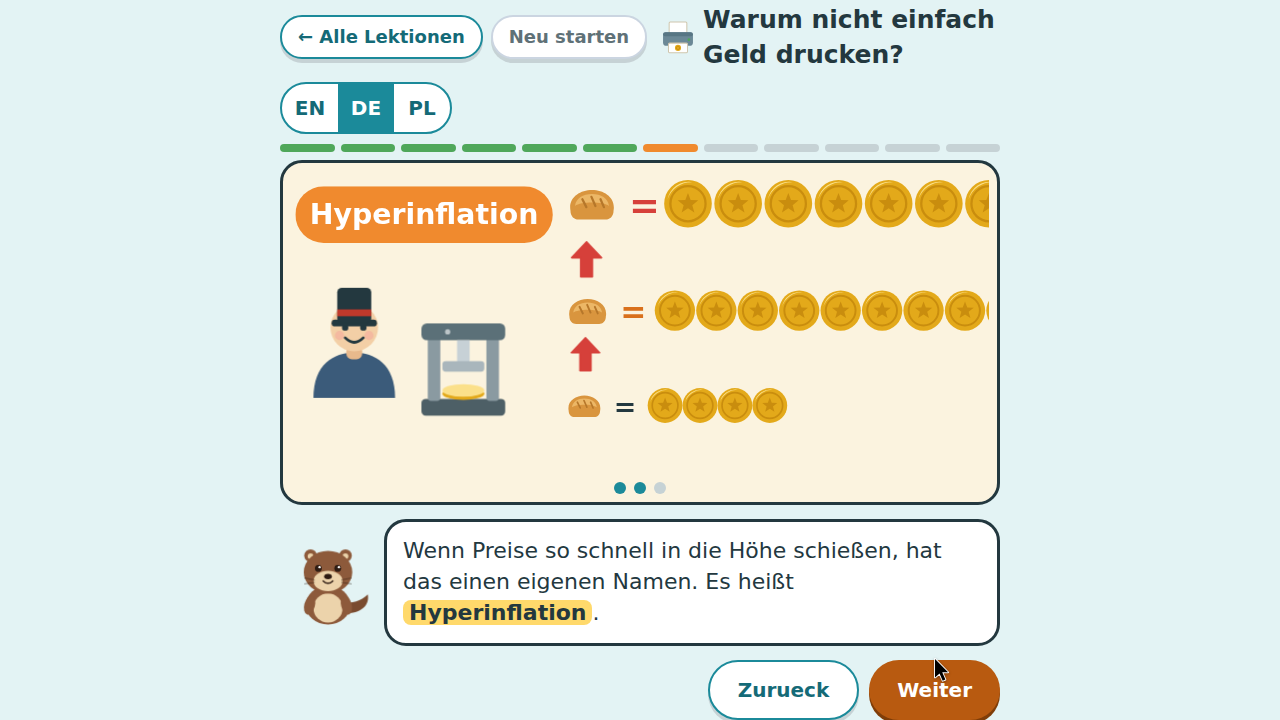 ← Alle Lektionen
Neu starten
Warum nicht einfach
Geld drucken?
EN DE PL
Hyperinflation
=
=
=
Wenn Preise so schnell in die Höhe schießen, hat
das einen eigenen Namen. Es heißt
Hyperinflation.
Zurueck
Weiter